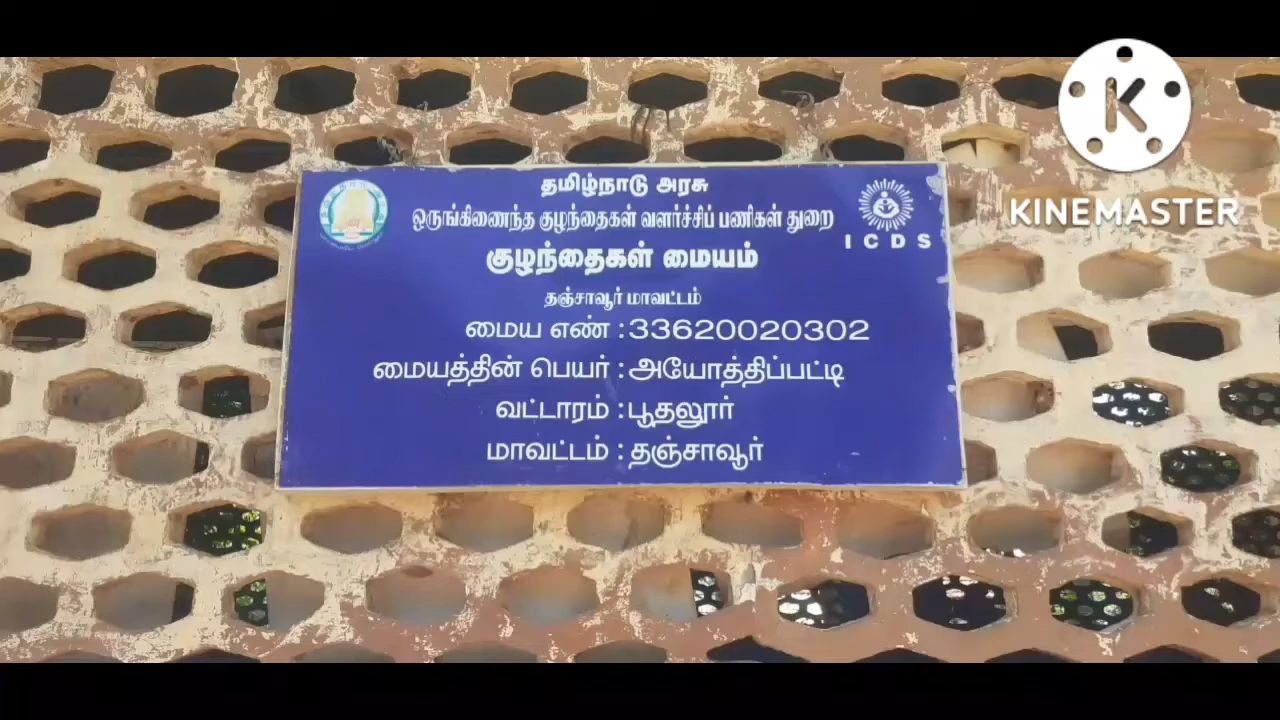 தமிழ்நாடு அரசு
ஒருங்கிணைந்த குழந்தைகள் வளர்ச்சிப் பணிகள் துறை
ICDS
குழந்தைகள் மையம்
தஞ்சாவூர் மாவட்டம்
மைய எண் : 33620020302
மையத்தின் பெயர் : அயோத்திப்பட்டி
வட்டாரம் : பூதலூர்
மாவட்டம் : தஞ்சாவூர்
K
KINEMASTER